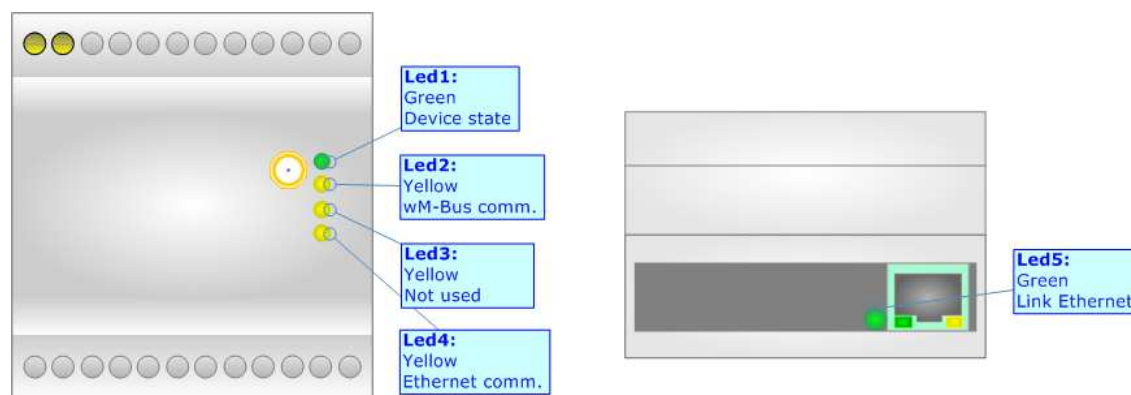 Led1:
Green
Device state
Led2:
Yellow
wM-Bus comm.
Led3:
Yellow
Not used
Led4:
Yellow
Ethernet comm.
Led5:
Green
Link Ethernet